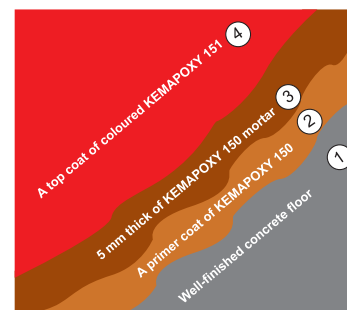 4
A top coat of coloured KEMAPOXY 151
3
5 mm thick of KEMAPOXY 150 mortar
2
A primer coat of KEMAPOXY 150
1
Well-finished concrete floor